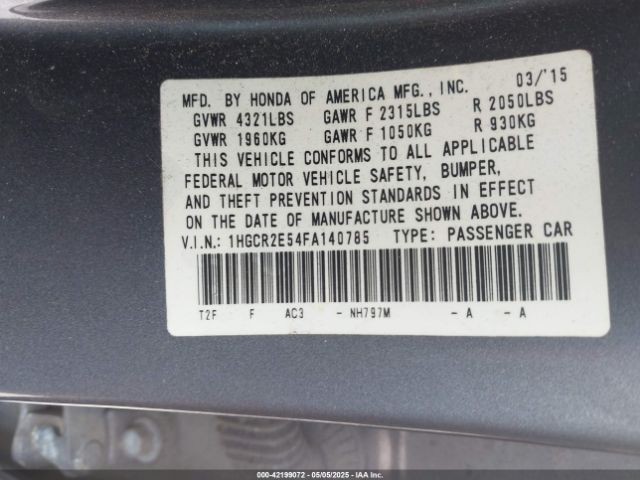 MFD. BY HONDA OF AMERICA MFG., INC. 03/'15
GVWR 4321LBS GAWR F 2315LBS R 2050LBS
GVWR 1960KG GAWR F 1050KG R 930KG
THIS VEHICLE CONFORMS TO ALL APPLICABLE
FEDERAL MOTOR VEHICLE SAFETY, BUMPER,
AND THEFT PREVENTION STANDARDS IN EFFECT
ON THE DATE OF MANUFACTURE SHOWN ABOVE.
V.I.N.: 1HGCR2E54FA140785 TYPE: PASSENGER CAR
T2F F AC3 - NH797M - A - A
000-42199072 - 05/05/2025 - IAA Inc.